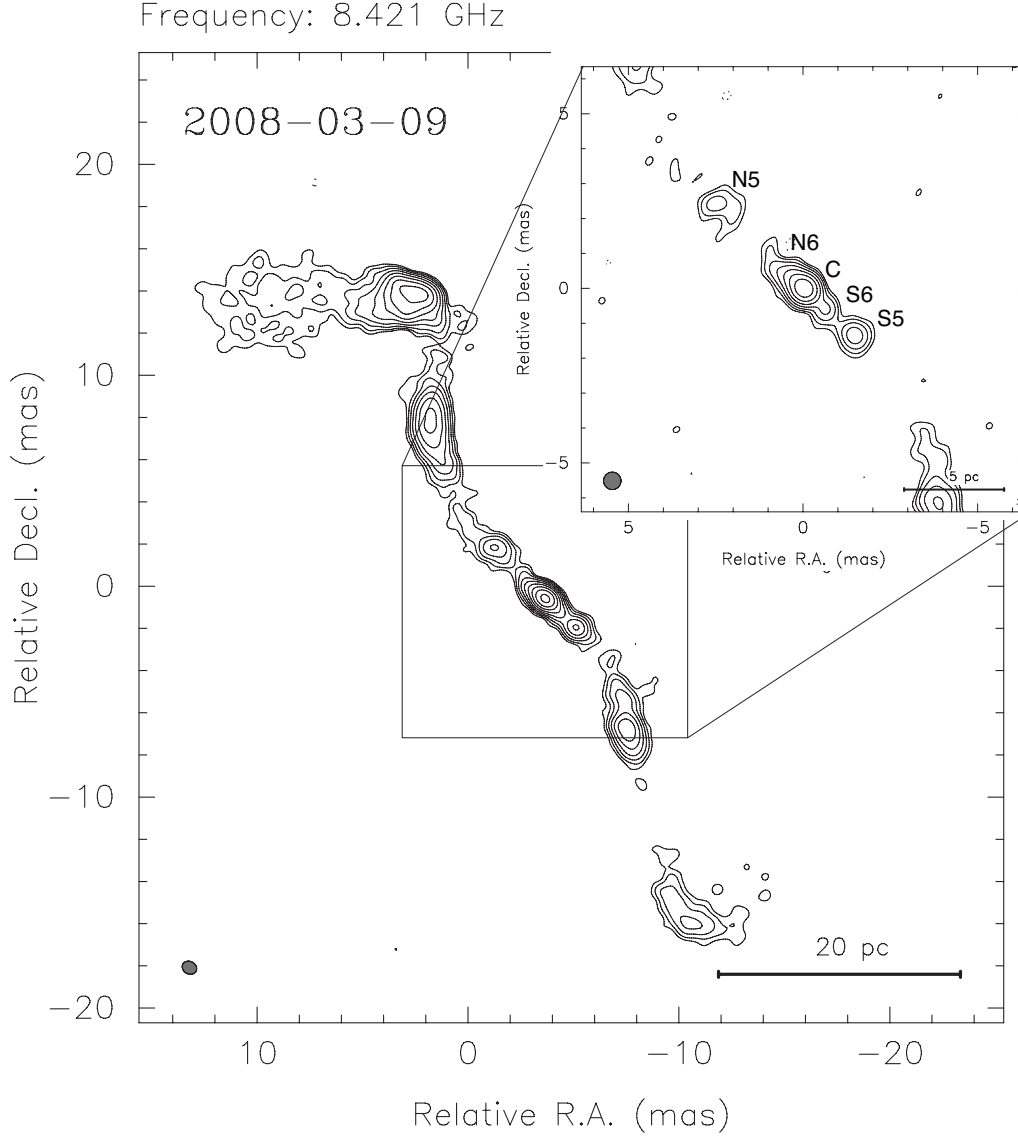 Frequency: 8.421 GHz
2008-03-09
20
10
0
-10
-20
Relative Decl. (mas)
10
0
-10
-20
Relative R.A. (mas)
20 pc
5
0
-5
Relative Decl. (mas)
N5
N6
C
S6
S5
5 pc
5
0
-5
Relative R.A. (mas)